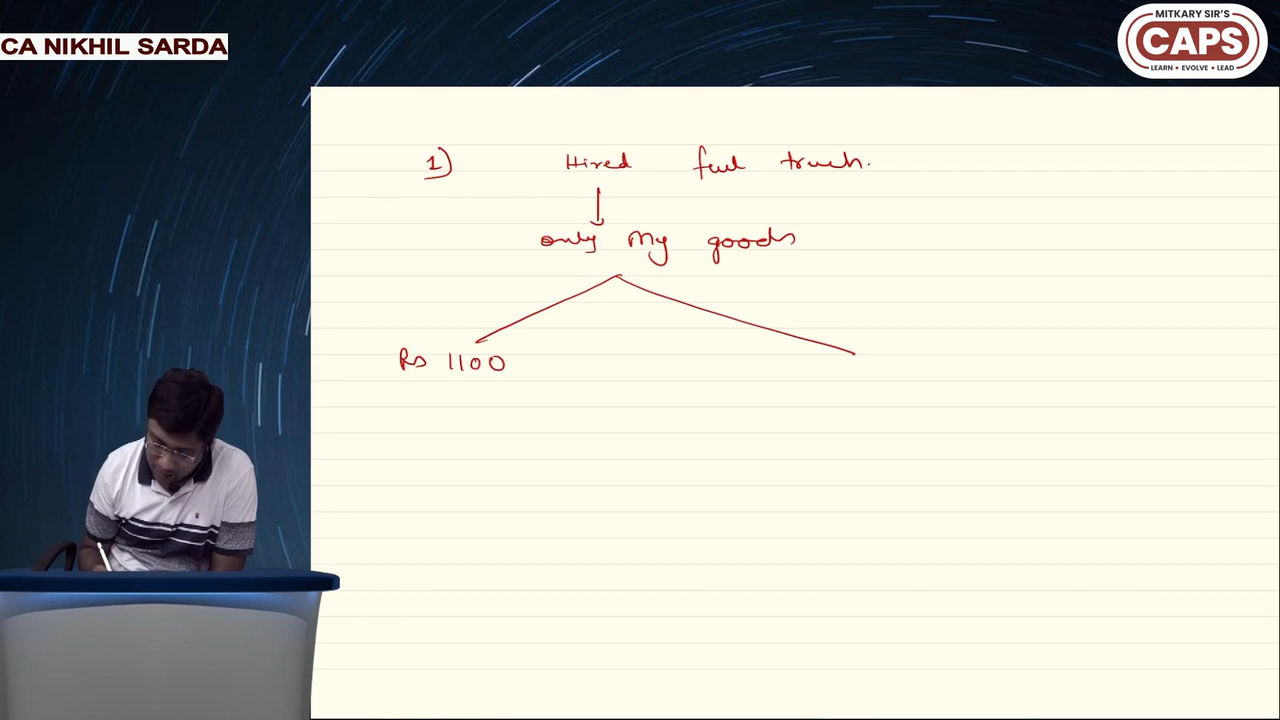 CA NIKHIL SARDA
MITKARY SIR'S
CAPS
LEARN • EVOLVE • LEAD
1) Hired full truck.
only My goods
Rs 1100